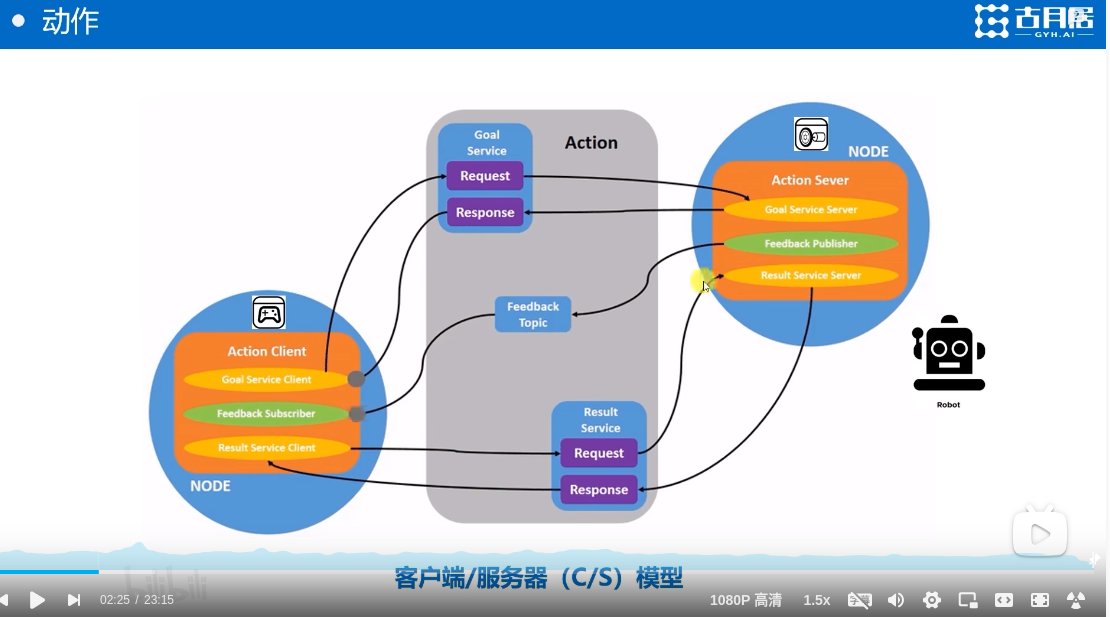 动作
古月居
GYH.AI
Goal
Service
Request
Response
Action
NODE
Action Sever
Goal Service Server
Feedback Publisher
Result Service Server
Feedback
Topic
Action Client
Goal Service Client
Feedback Subscriber
Result Service Client
NODE
Result
Service
Request
Response
Robot
客户端/服务器（C/S）模型
02:25 / 23:15
1080P 高清
1.5x
字幕